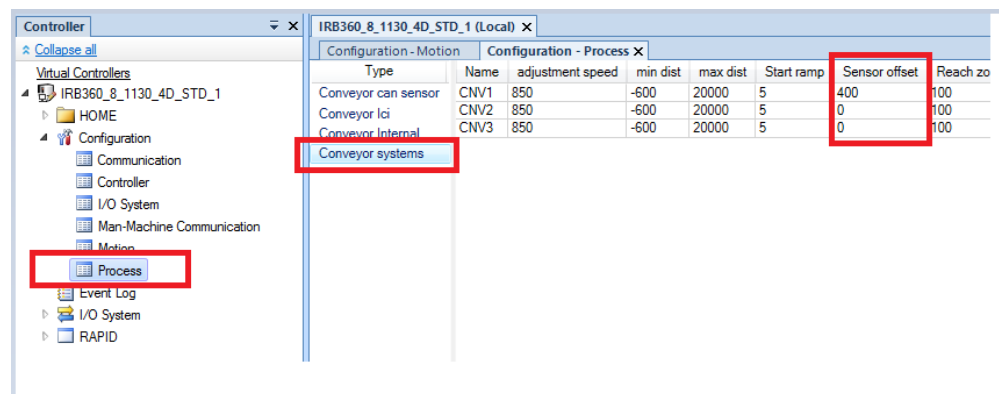 Controller
Collapse all
Virtual Controllers
IRB360_8_1130_4D_STD_1
HOME
Configuration
Communication
Controller
I/O System
Man-Machine Communication
Motion
Process
Event Log
I/O System
RAPID
IRB360_8_1130_4D_STD_1 (Local) X
Configuration - Motion Configuration - Process X
Type Name adjustment speed min dist max dist Start ramp Sensor offset Reach zo
Conveyor can sensor CNV1 850 -600 20000 5 400 100
Conveyor Ici CNV2 850 -600 20000 5 0 100
Conveyor Internal CNV3 850 -600 20000 5 0 100
Conveyor systems